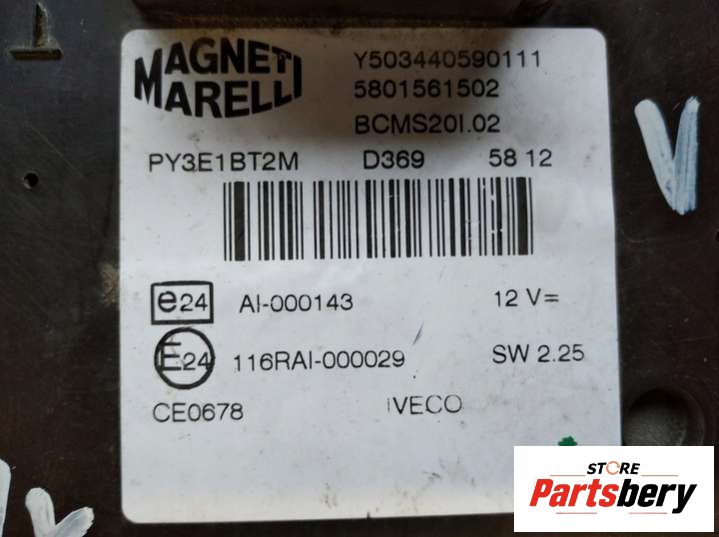 MAGNETI
MARELLI
Y503440590111
5801561502
BCMS20I.02
PY3E1BT2M D369 58 12
e24 AI-000143 12 V=
E24 116RAI-000029 SW 2.25
CE0678 IVECO
STORE
Partsbery